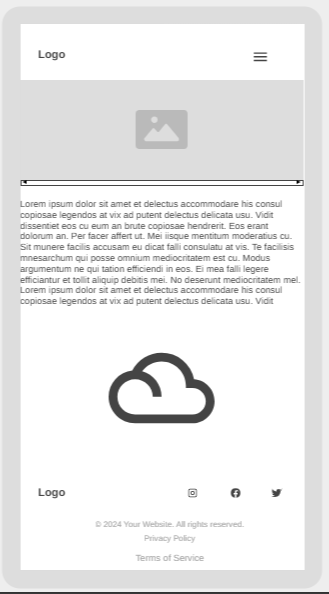 Logo
Lorem ipsum dolor sit amet et delectus accommodare his consul
copiosae legendos at vix ad putent delectus delicata usu. Vidit
dissentiet eos cu eum an brute copiosae hendrerit. Eos erant
dolorum an. Per facer affert ut. Mei iisque mentitum moderatius cu.
Sit munere facilis accusam eu dicat falli consulatu at vis. Te facilisis
mnesarchum qui posse omnium mediocritatem est cu. Modus
argumentum ne qui tation efficiendi in eos. Ei mea falli legere
efficiantur et tollit aliquip debitis mei. No deserunt mediocritatem mel.
Lorem ipsum dolor sit amet et delectus accommodare his consul
copiosae legendos at vix ad putent delectus delicata usu. Vidit
Logo
© 2024 Your Website. All rights reserved.
Privacy Policy
Terms of Service